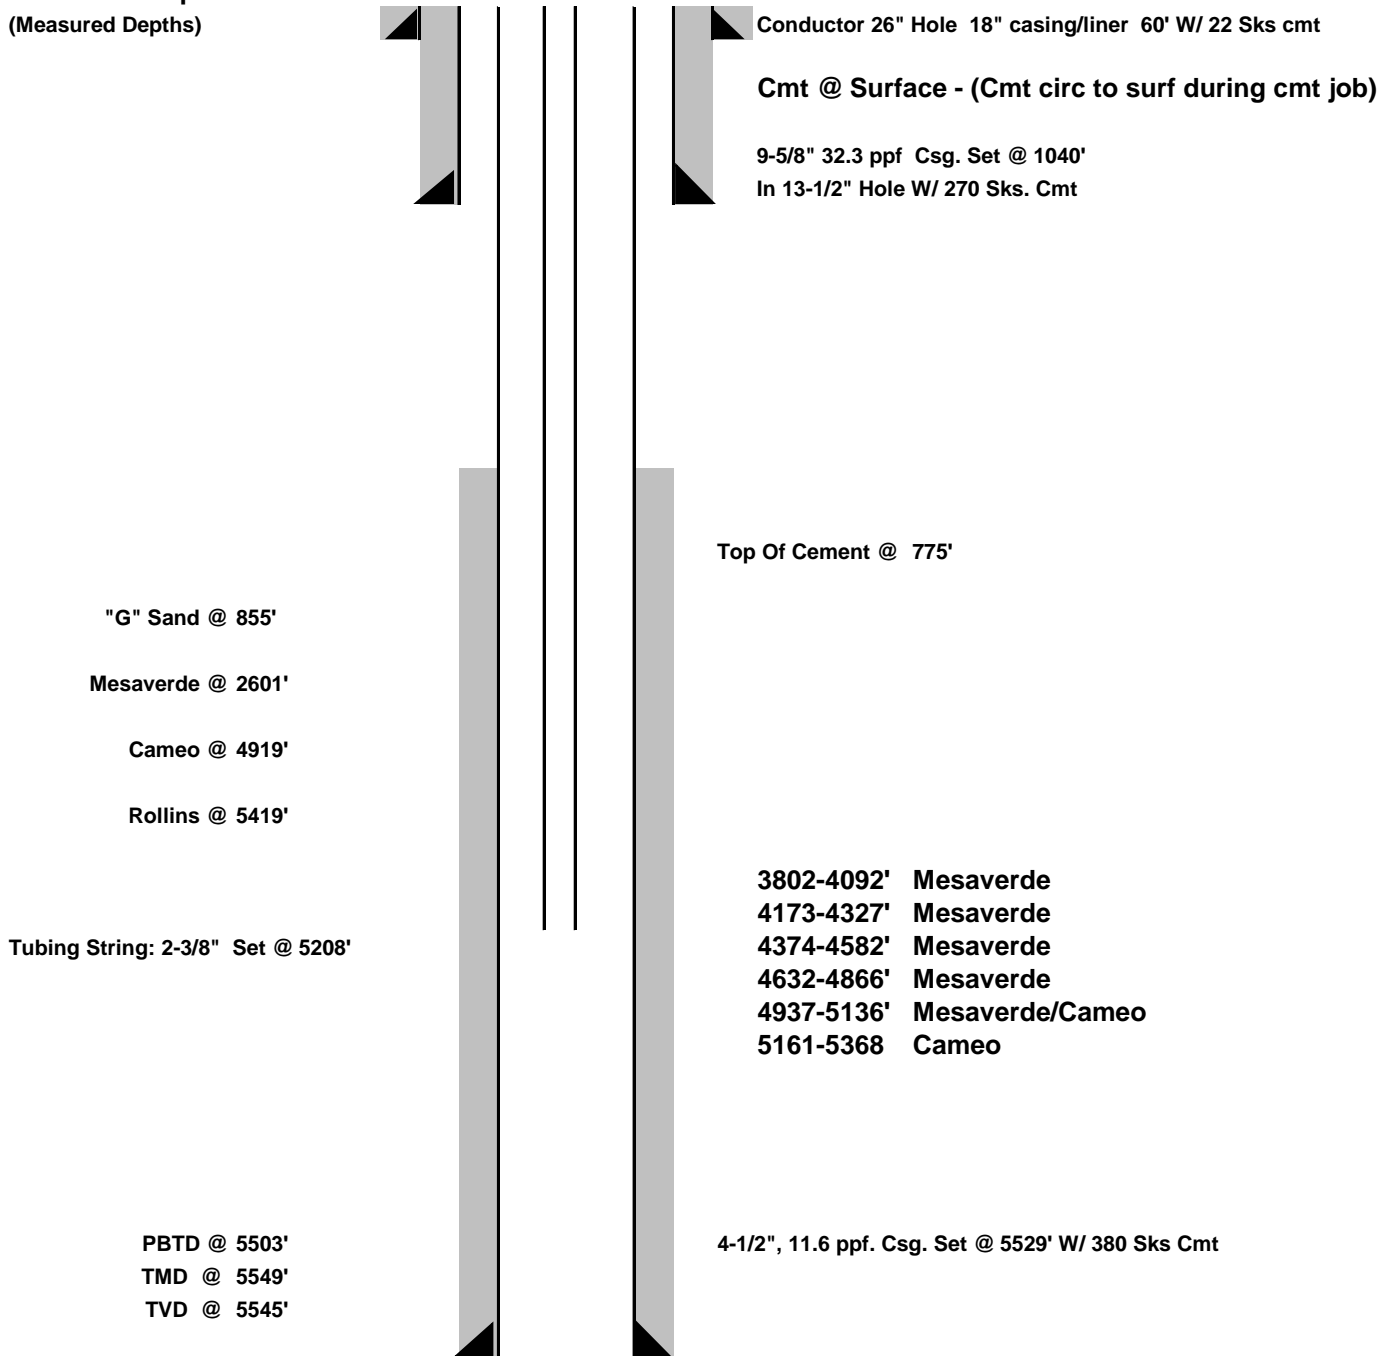 (Measured Depths)
Conductor 26" Hole 18" casing/liner 60' W/ 22 Sks cmt
Cmt @ Surface - (Cmt circ to surf during cmt job)
9-5/8" 32.3 ppf Csg. Set @ 1040'
In 13-1/2" Hole W/ 270 Sks. Cmt
Top Of Cement @ 775'
"G" Sand @ 855'
Mesaverde @ 2601'
Cameo @ 4919'
Rollins @ 5419'
3802-4092' Mesaverde
4173-4327' Mesaverde
Tubing String: 2-3/8" Set @ 5208'
4374-4582' Mesaverde
4632-4866' Mesaverde
4937-5136' Mesaverde/Cameo
5161-5368 Cameo
PBTD @ 5503'
4-1/2", 11.6 ppf. Csg. Set @ 5529' W/ 380 Sks Cmt
TMD @ 5549'
TVD @ 5545'